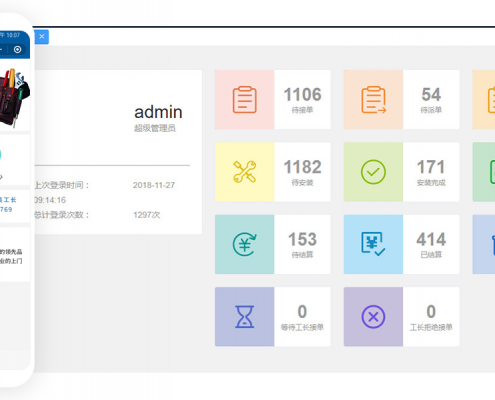 午 10:07
admin
超级管理员
上次登录时间：
2018-11-27
09:14:16
总计登录次数：
1297次
1106
待接单
54
待派单
1182
待安装
171
安装完成
153
待结算
414
已结算
0
等待工长接单
0
工长拒绝接单
工长
769
的领先品
业的上门